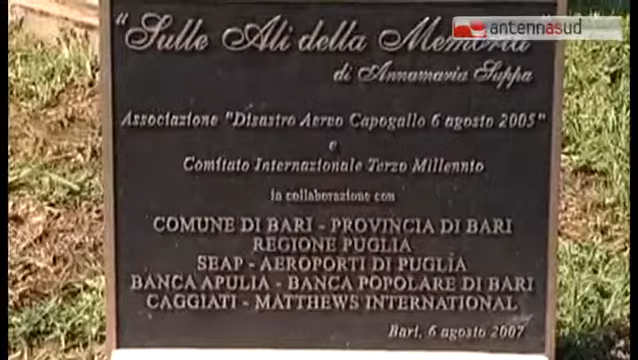 antennasud
"Sulle Ali della Memoria
di Annamaria Suppa
Associazione "Disastro Aereo Capogallo 6 agosto 2005"
e
Comitato Internazionale Terzo Millennio
in collaborazione con
COMUNE DI BARI - PROVINCIA DI BARI
REGIONE PUGLIA
SEAP - AEROPORTI DI PUGLIA
BANCA APULIA - BANCA POPOLARE DI BARI
CAGGIATI - MATTHEWS INTERNATIONAL
Bari, 6 agosto 2007